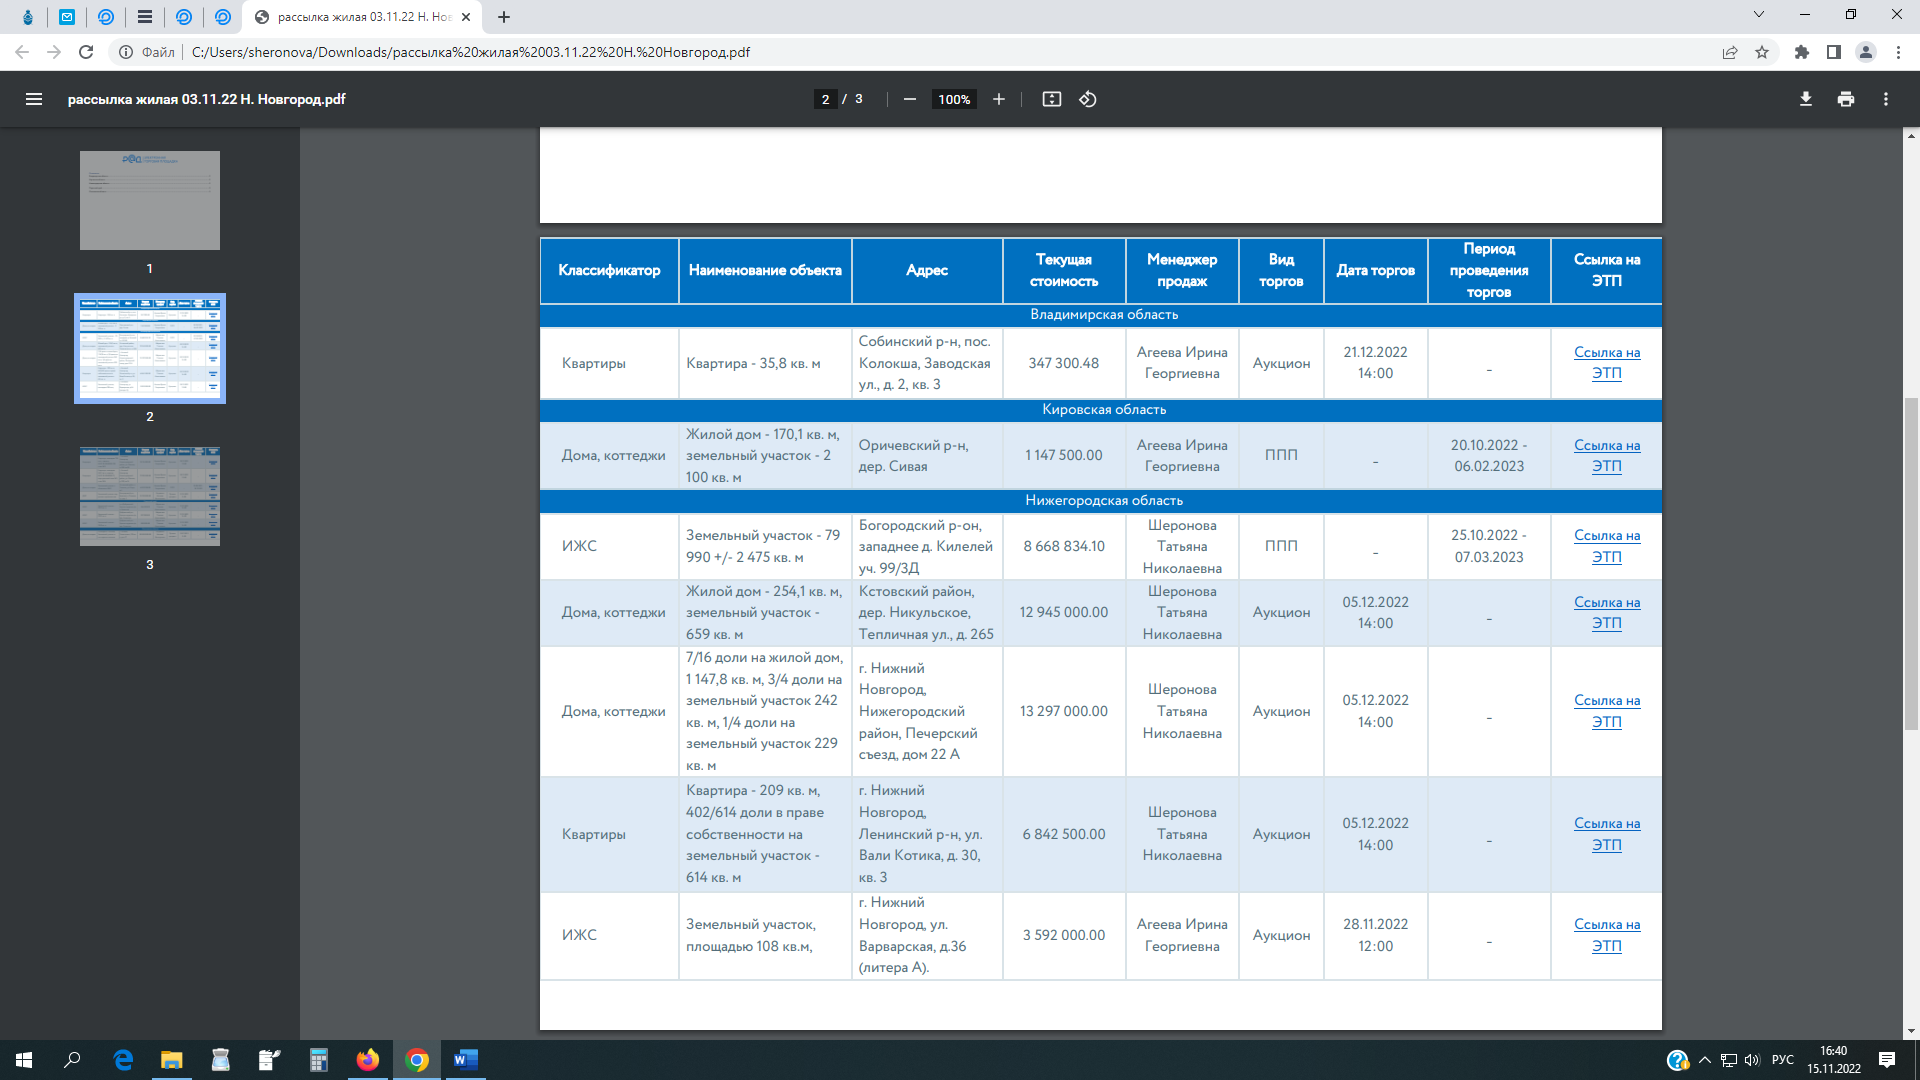 рассылка жилая 03.11.22 Н. Нов
Файл
C:/Users/sheronova/Downloads/рассылка%20жилая%2003.11.22%20Н.%20Новгород.pdf
рассылка жилая 03.11.22 Н. Новгород.pdf
2 / 3
100%
1
2
3
Классификатор
Наименование объекта
Адрес
Текущая
стоимость
Менеджер
продаж
Вид
торгов
Дата торгов
Период
проведения
торгов
Ссылка на
ЭТП
Владимирская область
Квартиры
Квартира - 35,8 кв. м
Собинский р-н, пос.
Колокша, Заводская
ул., д. 2, кв. 3
347 300.48
Агеева Ирина
Георгиевна
Аукцион
21.12.2022
14:00
-
Ссылка на
ЭТП
Кировская область
Дома, коттеджи
Жилой дом - 170,1 кв. м,
земельный участок - 2
100 кв. м
Оричевский р-н,
дер. Сивая
1 147 500.00
Агеева Ирина
Георгиевна
ППП
-
20.10.2022 -
06.02.2023
Ссылка на
ЭТП
Нижегородская область
ИЖС
Земельный участок - 79
990 +/- 2 475 кв. м
Богородский р-он,
западнее д. Килелей
уч. 99/3Д
8 668 834.10
Шеронова
Татьяна
Николаевна
ППП
-
25.10.2022 -
07.03.2023
Ссылка на
ЭТП
Дома, коттеджи
Жилой дом - 254,1 кв. м,
земельный участок -
659 кв. м
Кстовский район,
дер. Никульское,
Тепличная ул., д. 265
12 945 000.00
Шеронова
Татьяна
Николаевна
Аукцион
05.12.2022
14:00
-
Ссылка на
ЭТП
Дома, коттеджи
7/16 доли на жилой дом,
1 147,8 кв. м, 3/4 доли на
земельный участок 242
кв. м, 1/4 доли на
земельный участок 229
кв. м
г. Нижний
Новгород,
Нижегородский
район, Печерский
съезд, дом 22 А
13 297 000.00
Шеронова
Татьяна
Николаевна
Аукцион
05.12.2022
14:00
-
Ссылка на
ЭТП
Квартиры
Квартира - 209 кв. м,
402/614 доли в праве
собственности на
земельный участок -
614 кв. м
г. Нижний
Новгород,
Ленинский р-н, ул.
Вали Котика, д. 30,
кв. 3
6 842 500.00
Шеронова
Татьяна
Николаевна
Аукцион
05.12.2022
14:00
-
Ссылка на
ЭТП
ИЖС
Земельный участок,
площадью 108 кв.м,
г. Нижний
Новгород, ул.
Варварская, д.36
(литера А).
3 592 000.00
Агеева Ирина
Георгиевна
Аукцион
28.11.2022
12:00
-
Ссылка на
ЭТП
РУС
16:40
15.11.2022